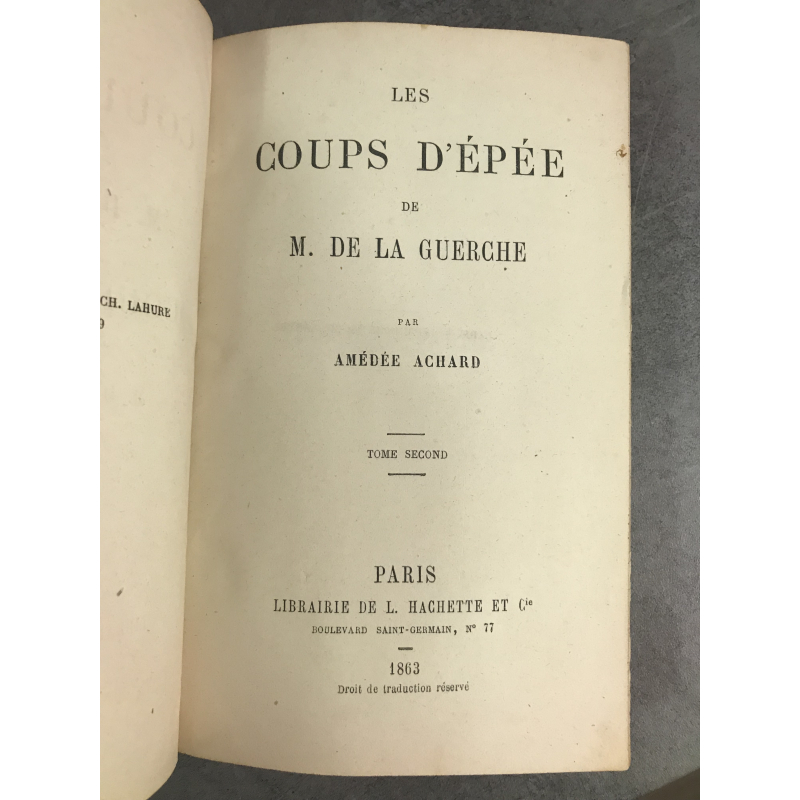 CH. LAHURE
9
LES
COUPS D'ÉPÉE
DE
M. DE LA GUERCHE
PAR
AMÉDÉE ACHARD
TOME SECOND
PARIS
LIBRAIRIE DE L. HACHETTE ET Cie
BOULEVARD SAINT-GERMAIN, N° 77
1863
Droit de traduction réservé